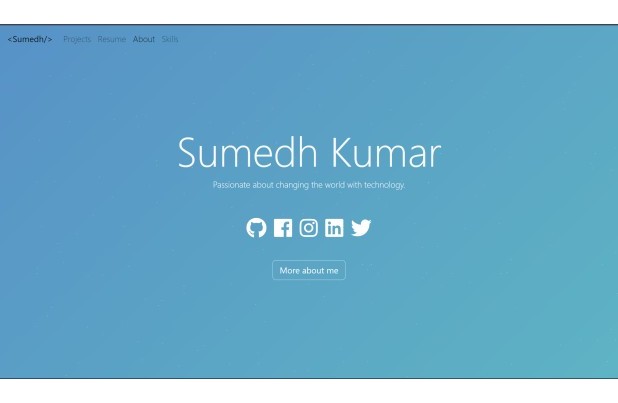 <Sumedh/> Projects Resume About Skills
Sumedh Kumar
Passionate about changing the world with technology.
More about me